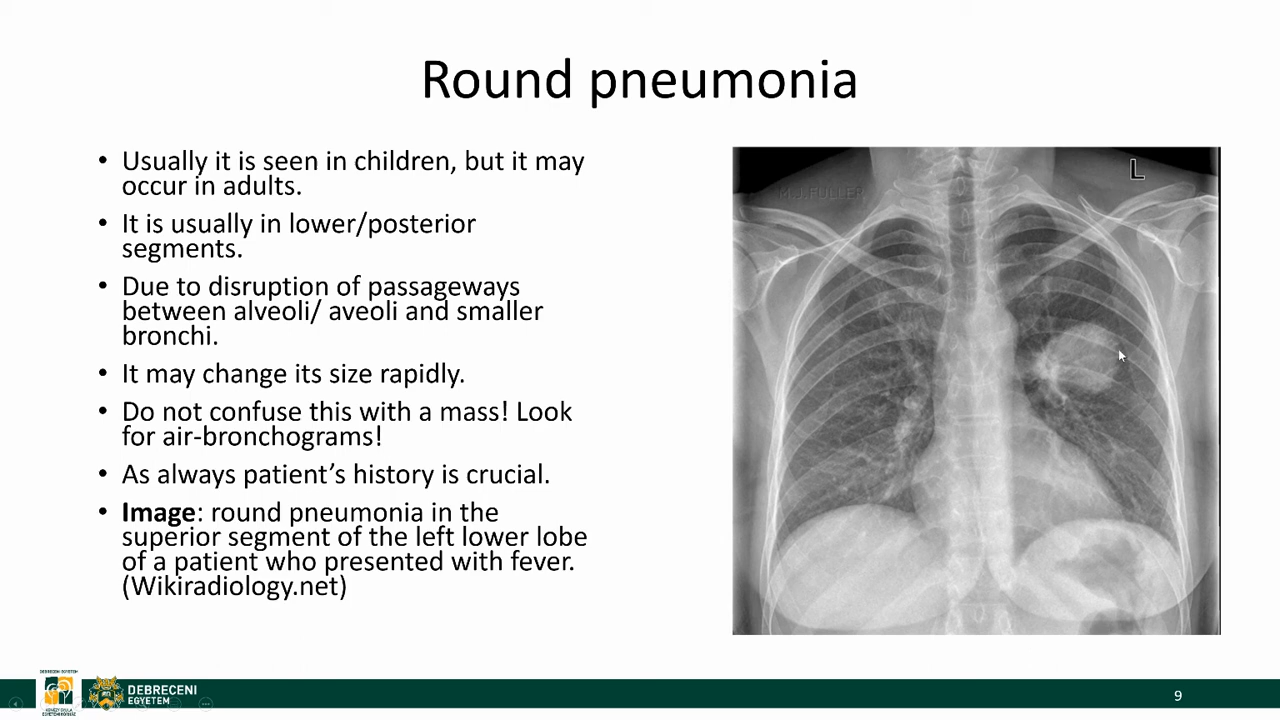 Round pneumonia
• Usually it is seen in children, but it may
occur in adults.
• It is usually in lower/posterior
segments.
• Due to disruption of passageways
between alveoli/ aveoli and smaller
bronchi.
• It may change its size rapidly.
• Do not confuse this with a mass! Look
for air-bronchograms!
• As always patient’s history is crucial.
• Image: round pneumonia in the
superior segment of the left lower lobe
of a patient who presented with fever.
(Wikiradiology.net)
L
M.J.FULLER
DEBRECENI EGYETEM
DEBRECENI
EGYETEM
9